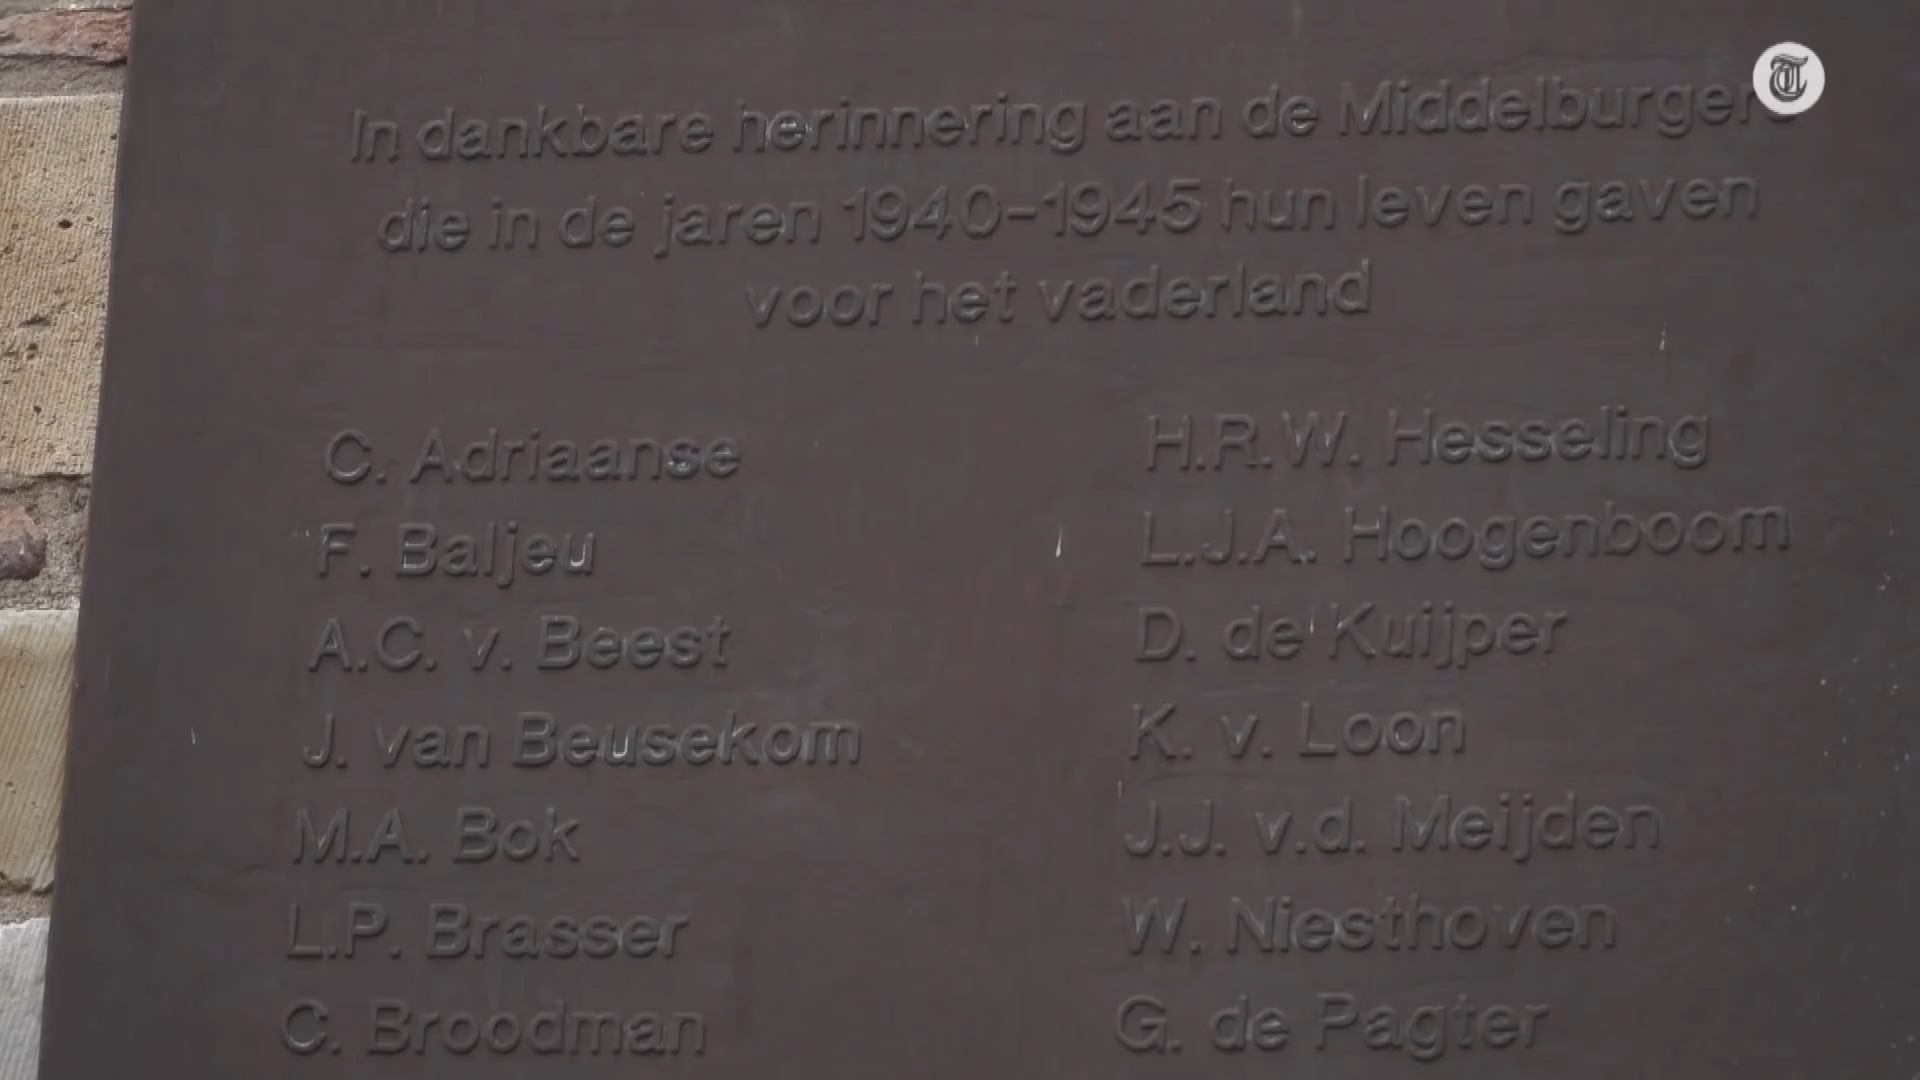 In dankbare herinnering aan de Middelburgers
die in de jaren 1940-1945 hun leven gaven
voor het vaderland
C. Adriaanse
F. Baljeu
A.C. v. Beest
J. van Beusekom
M.A. Bok
L.P. Brasser
C. Broodman
H.R.W. Hesseling
L.J.A. Hoogenboom
D. de Kuijper
K. v. Loon
J.J. v.d. Meijden
W. Niesthoven
G. de Pagter
T